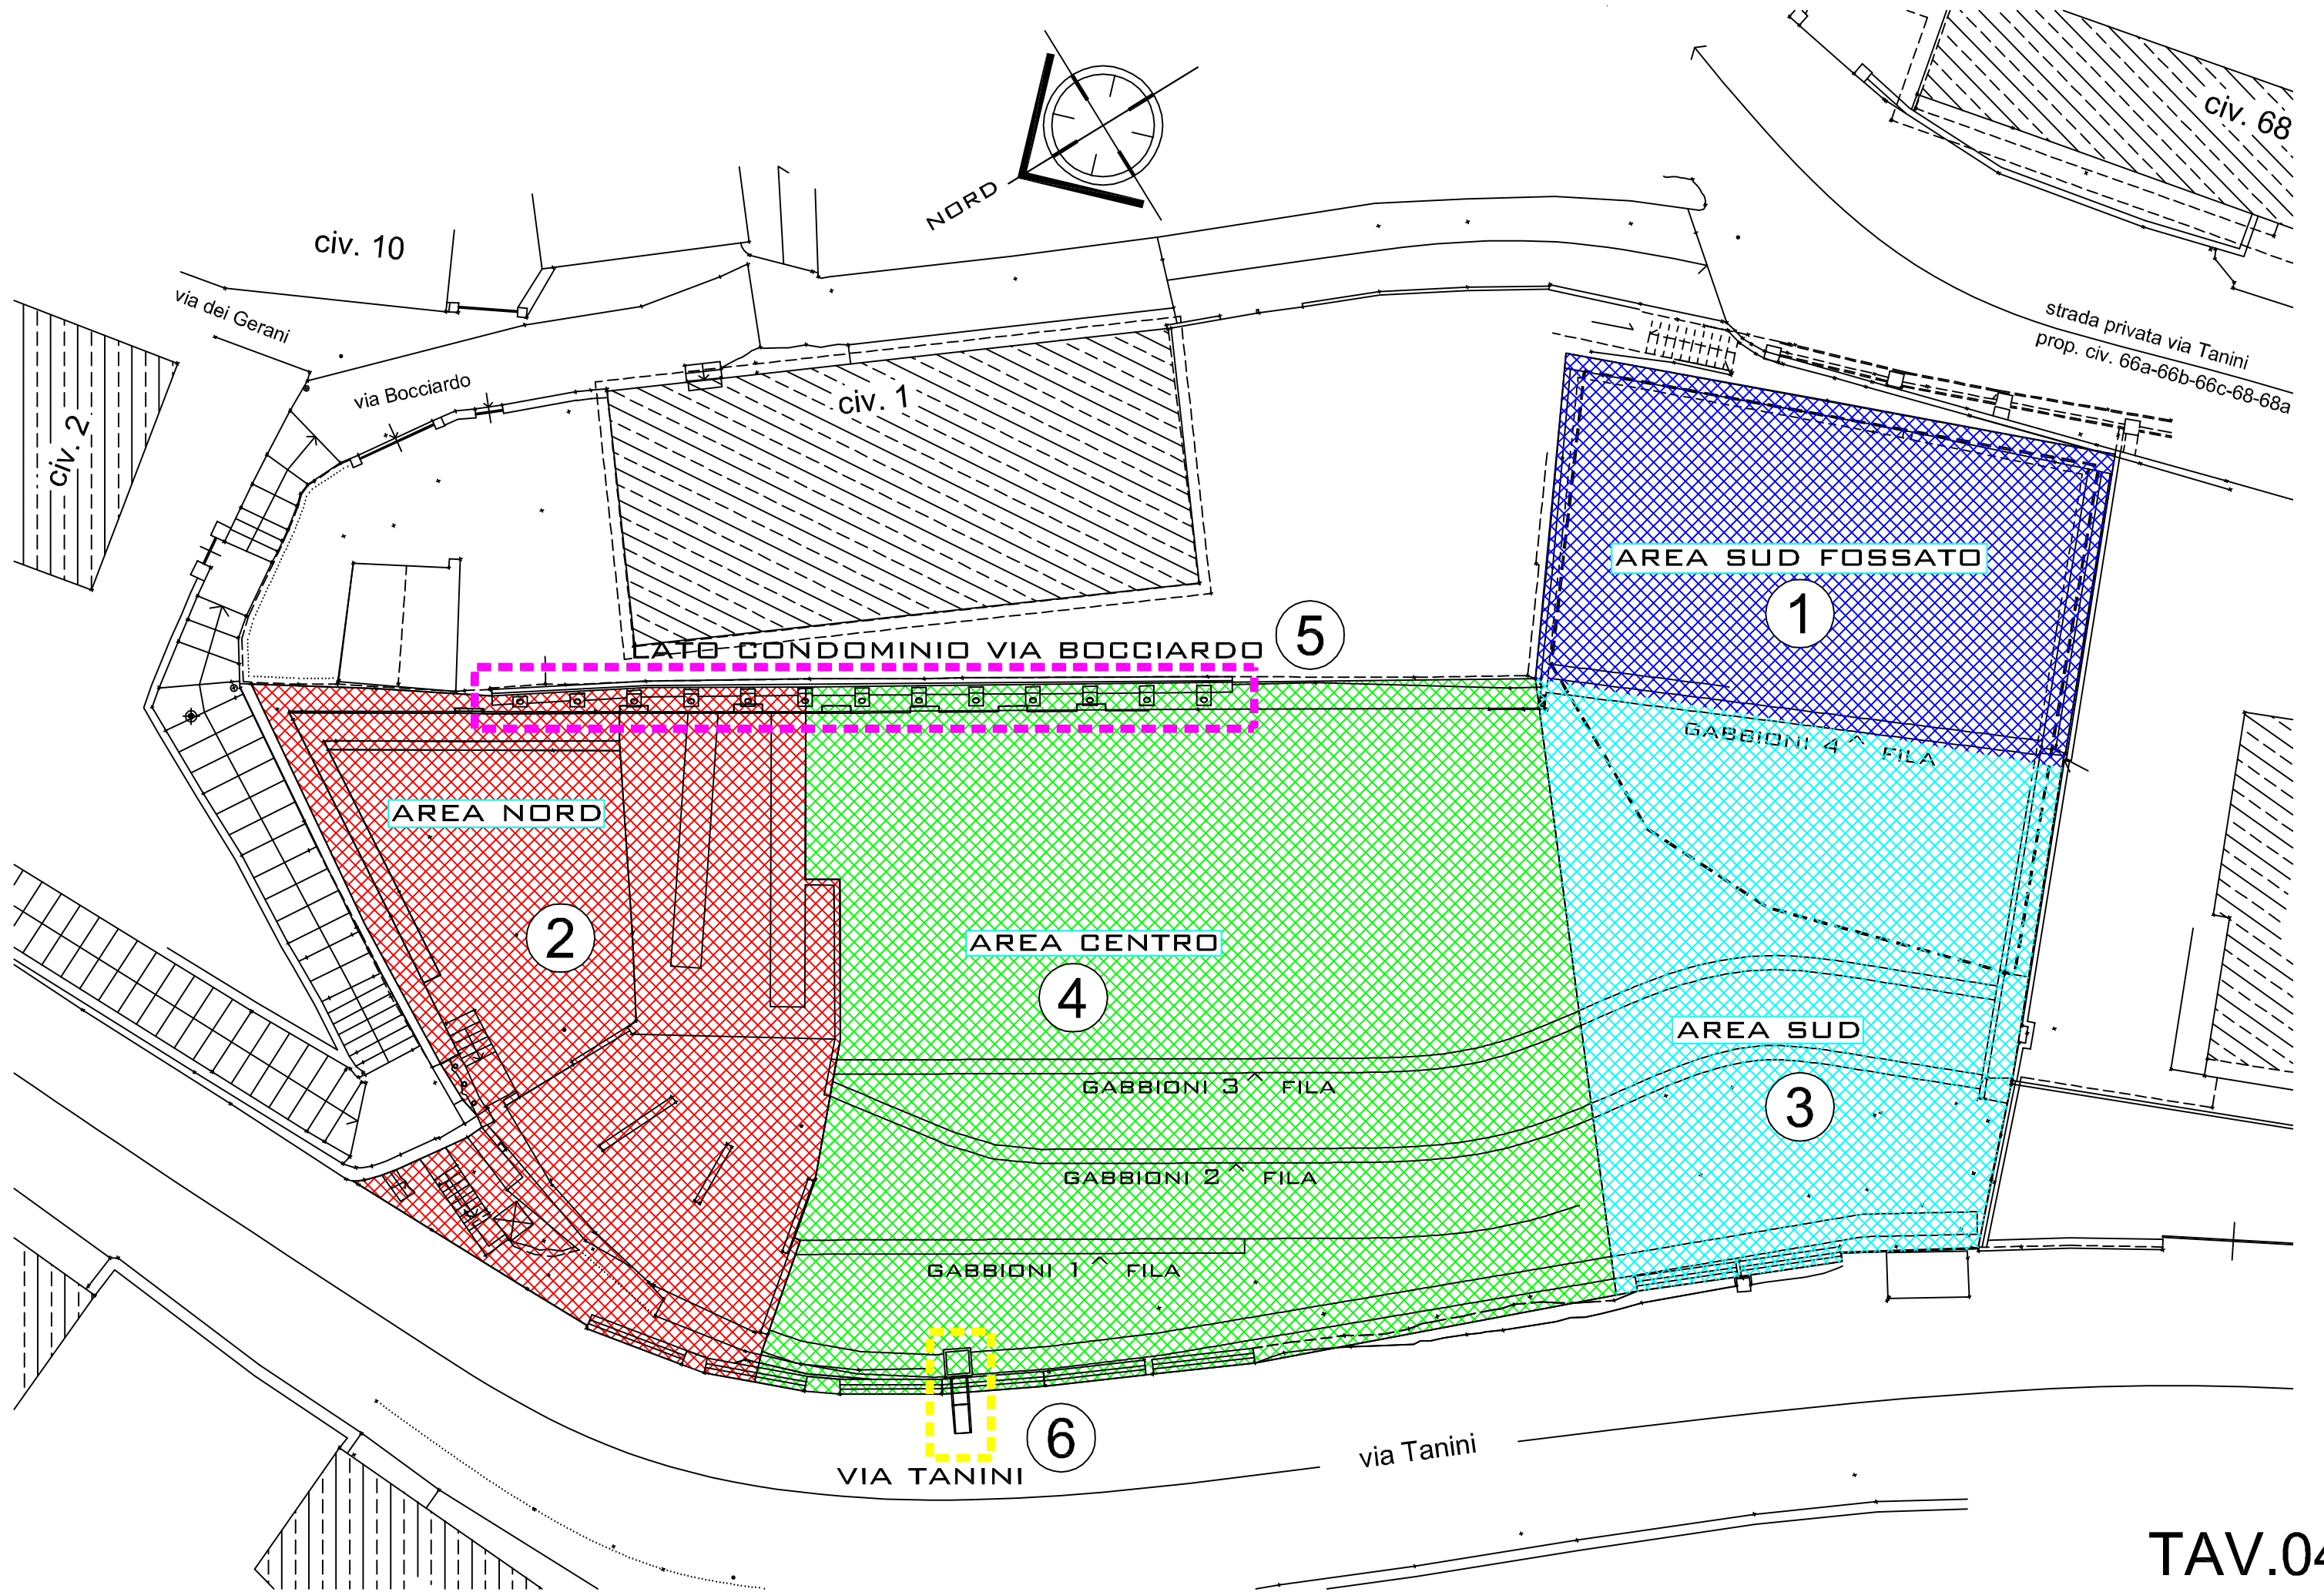 civ. 68
NORD
civ. 10
via dei Gerani
strada privata via Tanini
prop. civ. 66a-66b-66c-68-68a
via Bocciardo
civ. 1
civ. 2
AREA SUD FOSSATO
1
5
LATO CONDOMINIO VIA BOCCIARDO
GABBIONI 4^ FILA
AREA NORD
2
AREA CENTRO
4
AREA SUD
3
GABBIONI 3^ FILA
GABBIONI 2^ FILA
GABBIONI 1^ FILA
6
via Tanini
VIA TANINI
TAV.04